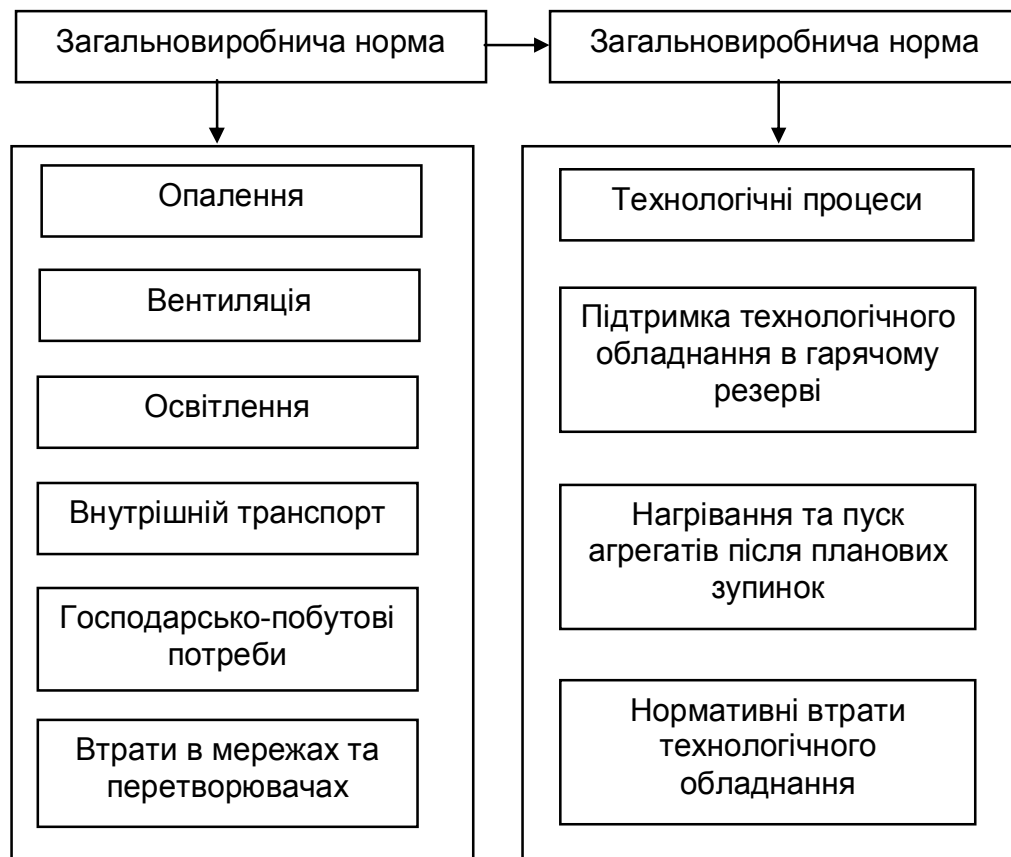 Загальновиробнича норма
Загальновиробнича норма
Опалення
Вентиляція
Освітлення
Внутрішній транспорт
Господарсько-побутові
потреби
Втрати в мережах та
перетворювачах
Технологічні процеси
Підтримка технологічного
обладнання в гарячому
резерві
Нагрівання та пуск
агрегатів після планових
зупинок
Нормативні втрати
технологічного
обладнання